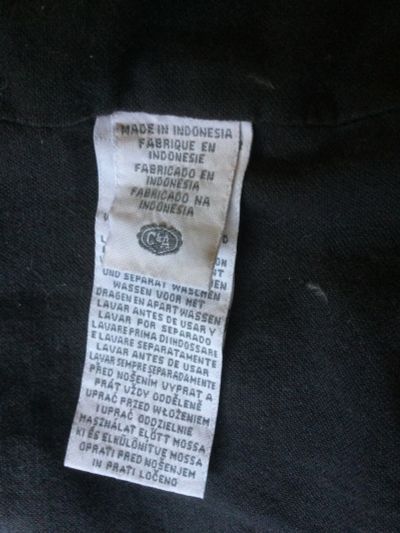 MADE IN INDONESIA
FABRIQUE EN
INDONESIE
FABRICADO EN
INDONESIA
FABRICADO NA
INDONESIA
C&A
UND SEPARAT WASCHEN
WASSEN VOOR HET
DRAGEN EN APART WASSEN
LAVAR ANTES DE USAR Y
LAVAR POR SEPARADO
LAVARE PRIMA DI INDOSSARE
E LAVARE SEPARATAMENTE
LAVAR ANTES DE USAR
LAVAR SEMPRE SEPARADAMENTE
PŘED NOŠENÍM VYPRAT A
PRÁT VŽDY ODDĚLENĚ
UPRAĆ PRZED WŁOŻENIEM
I UPRAĆ ODDZIELNIE
HASZNÁLAT ELŐTT MOSSA
KI ÉS ELKÜLÖNÍTVE MOSSA
OPRATI PRED NOŠENJEM
IN PRATI LOČENO